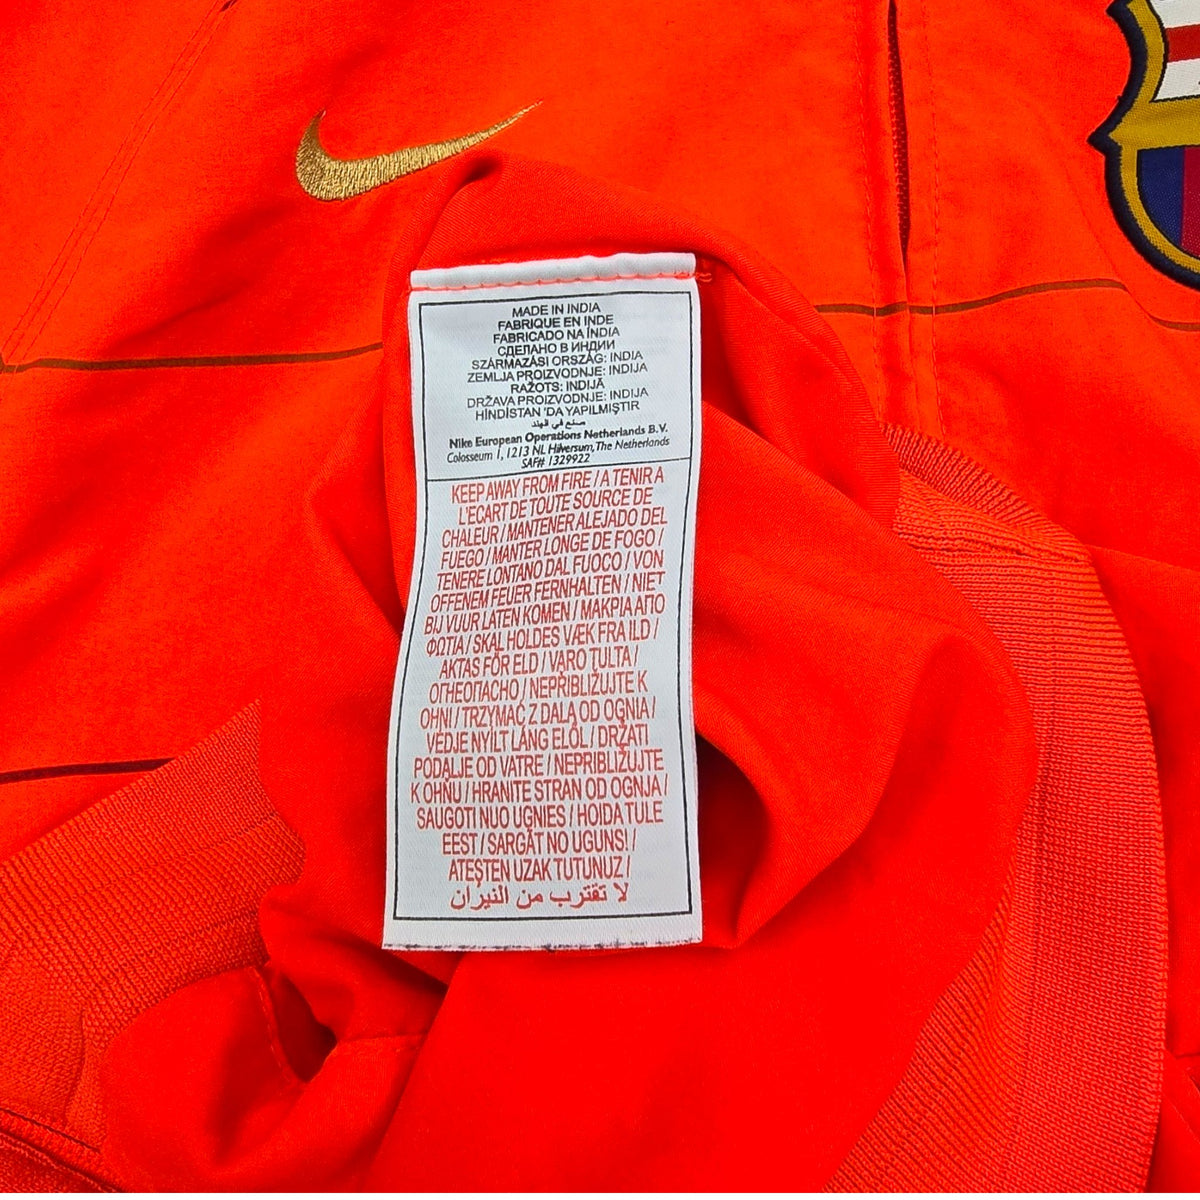 MADE IN INDIA
FABRIQUE EN INDE
FABRICADO NA ÍNDIA
СДЕЛАНО В ИНДИИ
SZÁRMAZÁSI ORSZÁG: INDIA
ZEMLJA PROIZVODNJE: INDIJA
RAŽOTS: INDIJĀ
DRŽAVA PROIZVODNJE: INDIJA
HİNDİSTAN 'DA YAPILMIŞTIR
صنع في الهند
Nike European Operations Netherlands B.V.
Colosseum 1, 1213 NL Hilversum, The Netherlands
SAF# 1329922
KEEP AWAY FROM FIRE / A TENIR A
L'ECART DE TOUTE SOURCE DE
CHALEUR / MANTENER ALEJADO DEL
FUEGO / MANTER LONGE DE FOGO /
TENERE LONTANO DAL FUOCO / VON
OFFENEM FEUER FERNHALTEN / NIET
BIJ VUUR LATEN KOMEN / ΜΑΚΡΙΑ ΑΠΟ
ΦΩΤΙΑ / SKAL HOLDES VÆK FRA ILD /
AKTAS FÖR ELD / VARO TULTA /
ОГНЕОПАСНО / NEPŘIBLIŽUJTE K
OHNI / TRZYMAĆ Z DALA OD OGNIA /
VÉDJE NYÍLT LÁNG ELŐL / DRŽATI
PODALJE OD VATRE / NEPRIBLIŽUJTE
K OHŇU / HRANITE STRAN OD OGNJA /
SAUGOTI NUO UGNIES / HOIDA TULE
EEST / SARGĀT NO UGUNS! /
ATEŞTEN UZAK TUTUNUZ /
لا تقترب من النيران